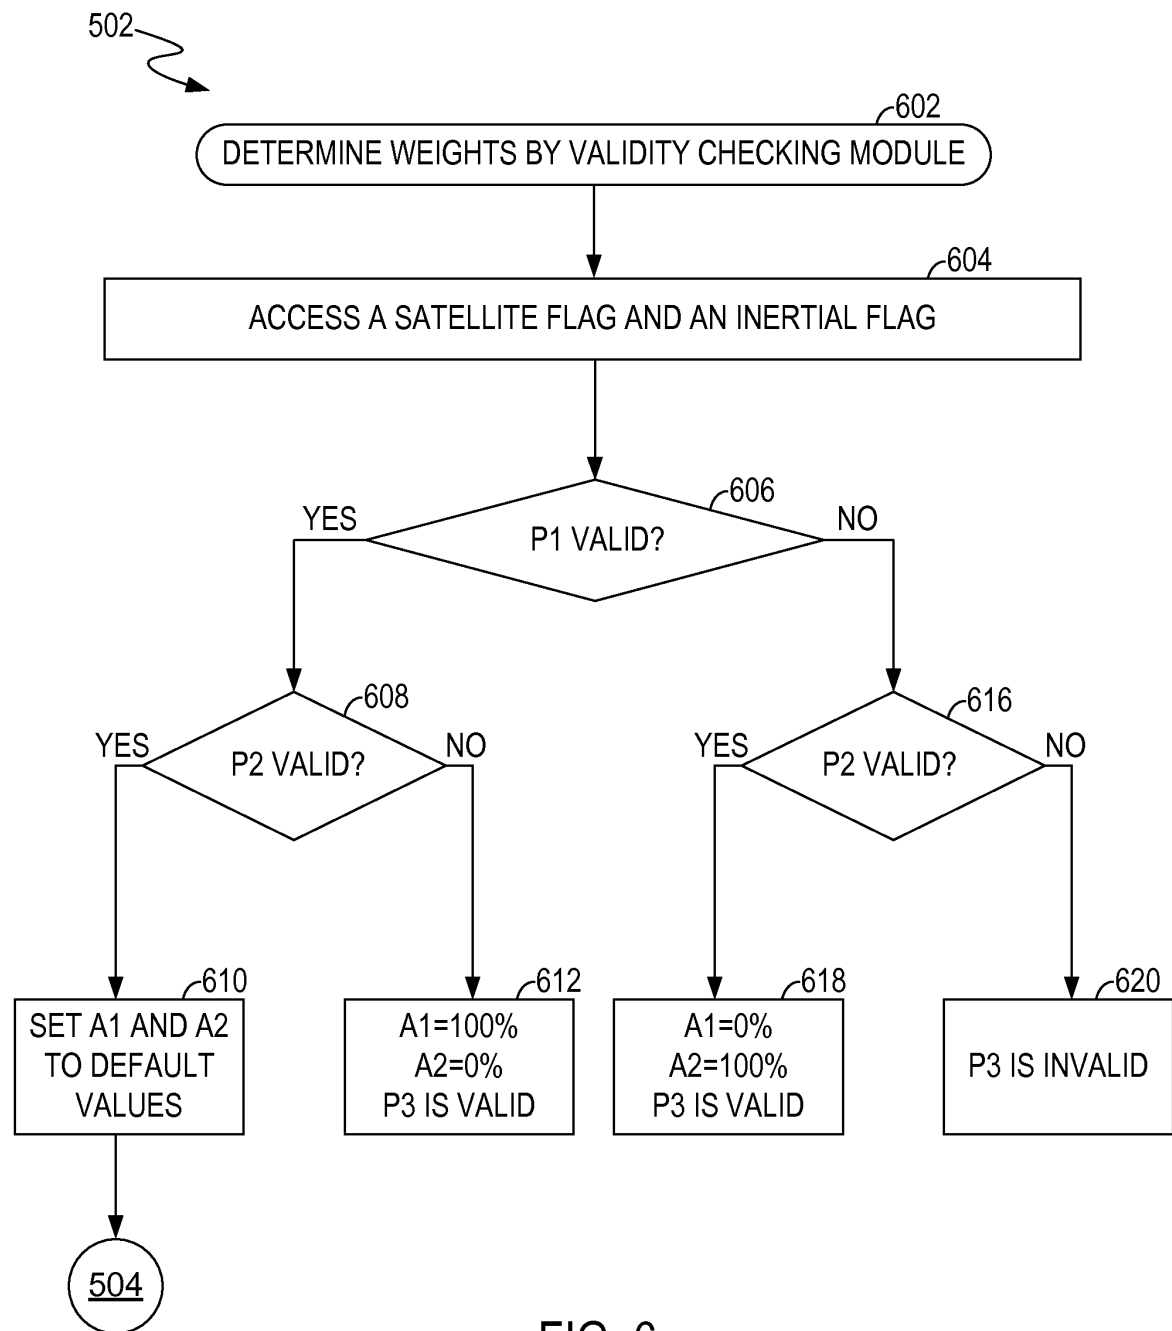 502
602
DETERMINE WEIGHTS BY VALIDITY CHECKING MODULE
604
ACCESS A SATELLITE FLAG AND AN INERTIAL FLAG
606
YES
NO
P1 VALID?
608
616
YES
NO
YES
NO
P2 VALID?
P2 VALID?
610
612
618
620
SET A1 AND A2
TO DEFAULT
VALUES
A1=100%
A2=0%
P3 IS VALID
A1=0%
A2=100%
P3 IS VALID
P3 IS INVALID
504
FIG. 6